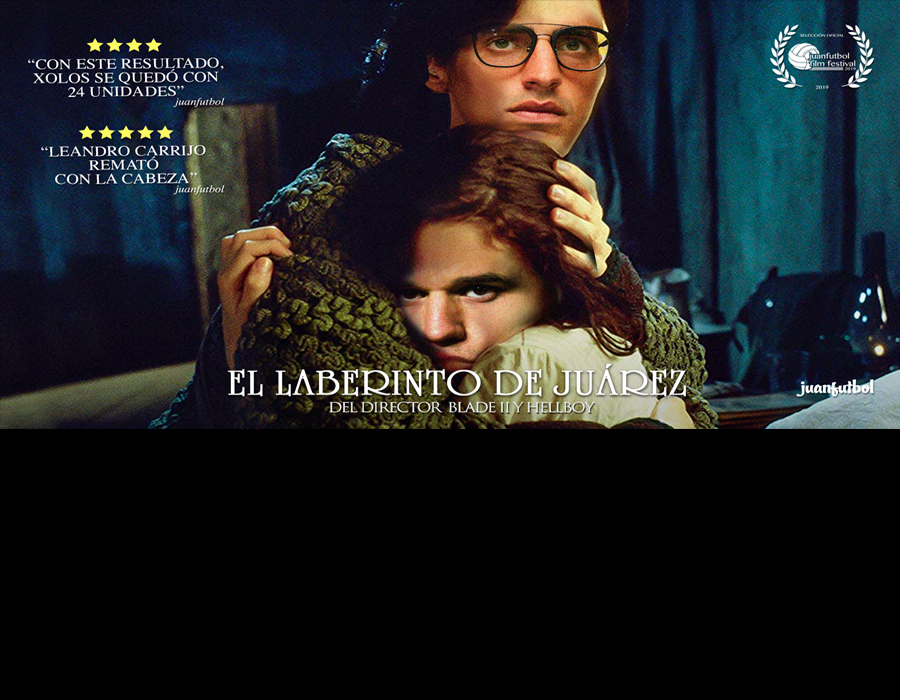 “CON ESTE RESULTADO,
XOLOS SE QUEDÓ CON
24 UNIDADES”
juanfutbol
“LEANDRO CARRIJO
REMATÓ
CON LA CABEZA”
juanfutbol
SELECCIÓN OFICIAL
juanfutbol
film festival
2019
2019
EL LABERINTO DE JUÁREZ
DEL DIRECTOR BLADE II Y HELLBOY
juanfutbol